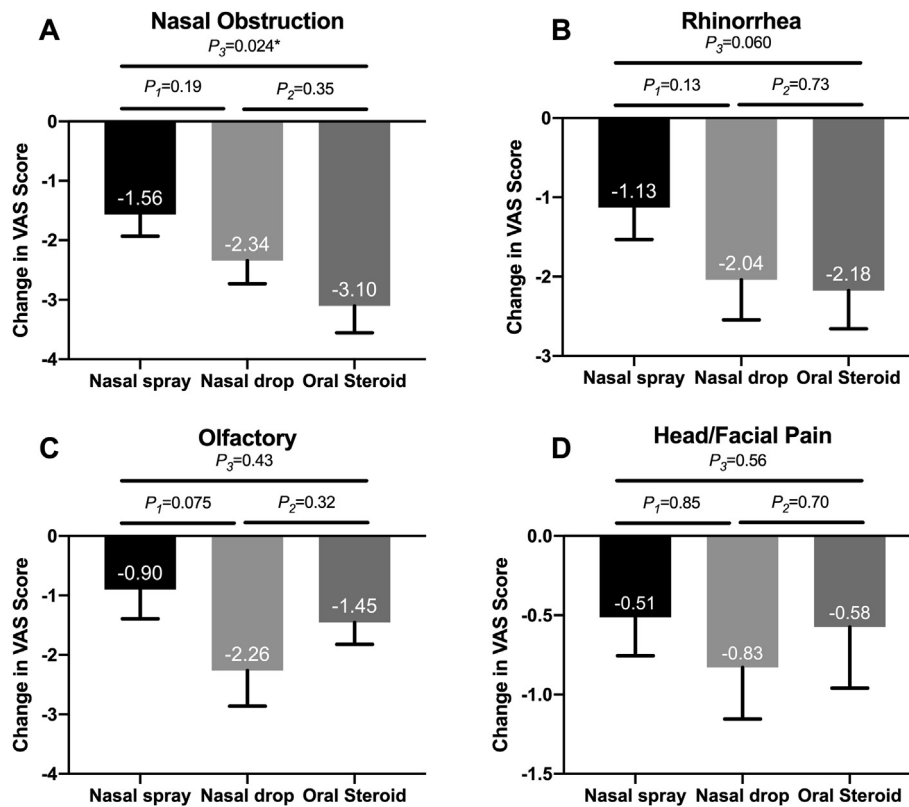 A
Nasal Obstruction
P3=0.024*
P1=0.19
P2=0.35
Change in VAS Score
0
-1
-2
-3
-4
-1.56
-2.34
-3.10
Nasal spray Nasal drop Oral Steroid
B
Rhinorrhea
P3=0.060
P1=0.13
P2=0.73
Change in VAS Score
0
-1
-2
-3
-1.13
-2.04
-2.18
Nasal spray Nasal drop Oral Steroid
C
Olfactory
P3=0.43
P1=0.075
P2=0.32
Change in VAS Score
0
-1
-2
-3
-4
-0.90
-2.26
-1.45
Nasal spray Nasal drop Oral Steroid
D
Head/Facial Pain
P3=0.56
P1=0.85
P2=0.70
Change in VAS Score
0.0
-0.5
-1.0
-1.5
-0.51
-0.83
-0.58
Nasal spray Nasal drop Oral Steroid